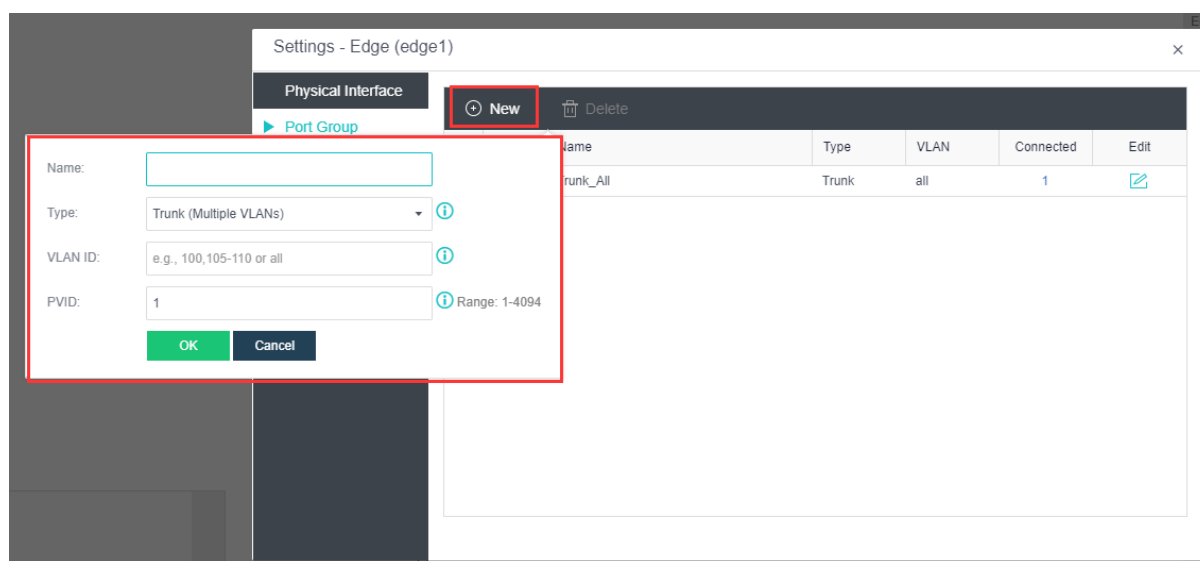 E
Settings - Edge (edge1)
Physical Interface
New
Delete
Port Group
Name
Type
VLAN
Connected
Edit
Trunk_All
Trunk
all
1
Name:
Type:
Trunk (Multiple VLANs)
VLAN ID:
e.g., 100,105-110 or all
PVID:
1
Range: 1-4094
OK
Cancel